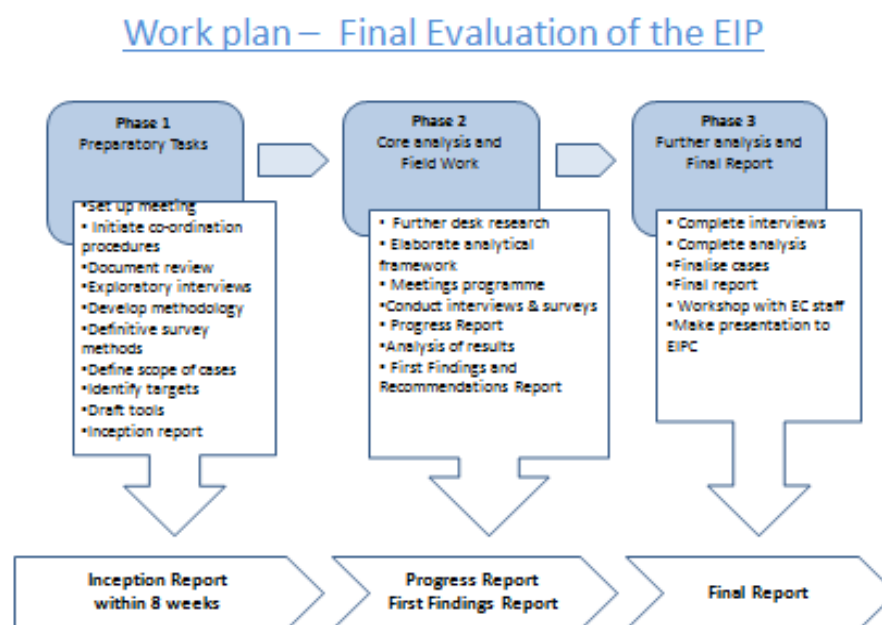 Work plan – Final Evaluation of the EIP
Phase 1
Preparatory Tasks
•Set up meeting
• Initiate co-ordination
procedures
•Document review
•Exploratory interviews
•Develop methodology
•Definitive survey
methods
•Define scope of cases
•Identify targets
•Draft tools
•Inception report
Phase 2
Core analysis and
Field Work
• Further desk research
• Elaborate analytical
framework
• Meetings programme
•Conduct interviews & surveys
• Progress Report
•Analysis of results
• First Findings and
Recommendations Report
Phase 3
Further analysis and
Final Report
• Complete interviews
• Complete analysis
•Finalise cases
•Final report
• Workshop with EC staff
•Make presentation to
EIPC
Inception Report
within 8 weeks
Progress Report
First Findings Report
Final Report